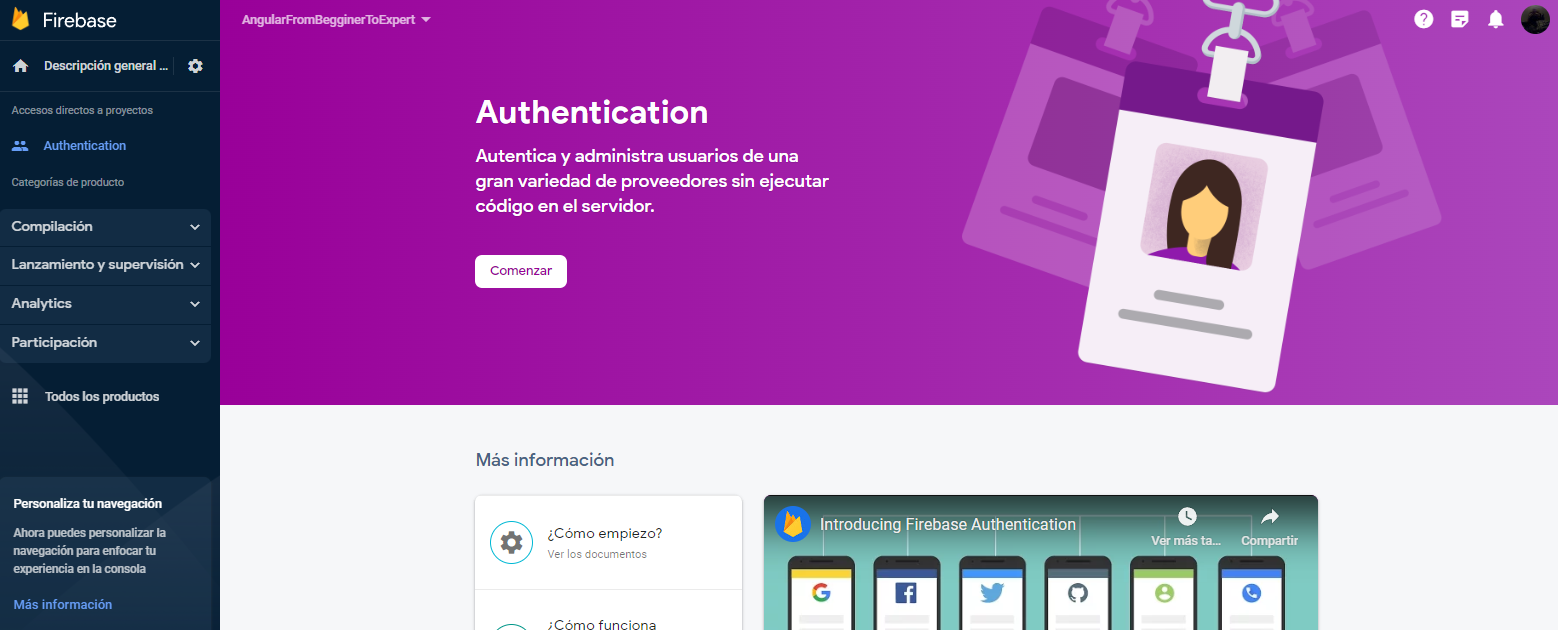 Firebase
AngularFromBegginerToExpert
Descripción general ...
Accesos directos a proyectos
Authentication
Categorías de producto
Compilación
Lanzamiento y supervisión
Analytics
Participación
Todos los productos
Personaliza tu navegación
Ahora puedes personalizar la
navegación para enfocar tu
experiencia en la consola
Más información
Authentication
Autentica y administra usuarios de una
gran variedad de proveedores sin ejecutar
código en el servidor.
Comenzar
Más información
¿Cómo empiezo?
Ver los documentos
¿Cómo funciona
Introducing Firebase Authentication
Ver más ta...
Compartir